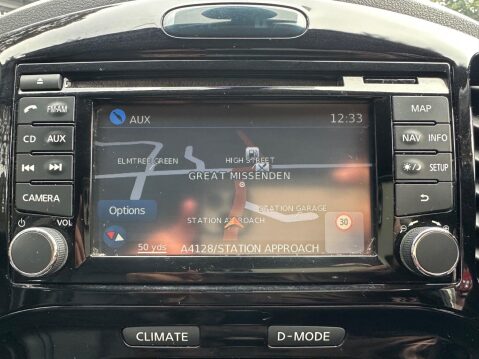 AUX 12:33
ELMTREE GREEN HIGH STREET
GREAT MISSENDEN
STATION GARAGE
Options
STATION APPROACH
30
50 yds A4128/STATION APPROACH
FM·AM
CD AUX
CAMERA
VOL
MAP
NAV INFO
SETUP
CLIMATE
D-MODE